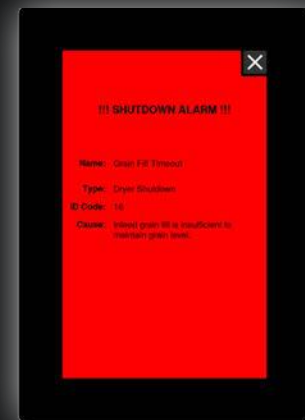 !!! SHUTDOWN ALARM !!!
Name: Grain Fill Timeout
Type: Dryer Shutdown
ID Code: 16
Cause: Infeed grain fill is insufficient to
maintain grain level.